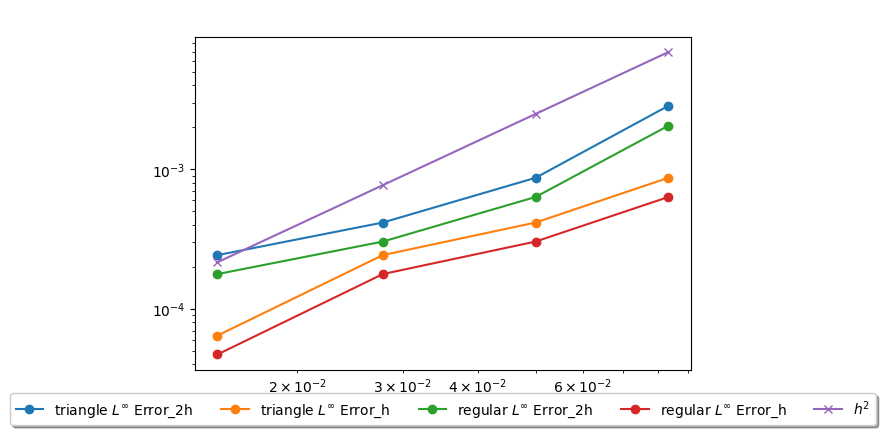 10⁻³
10⁻⁴
2 × 10⁻² 3 × 10⁻² 4 × 10⁻² 6 × 10⁻²
triangle L^∞ Error_2h triangle L^∞ Error_h regular L^∞ Error_2h regular L^∞ Error_h h²